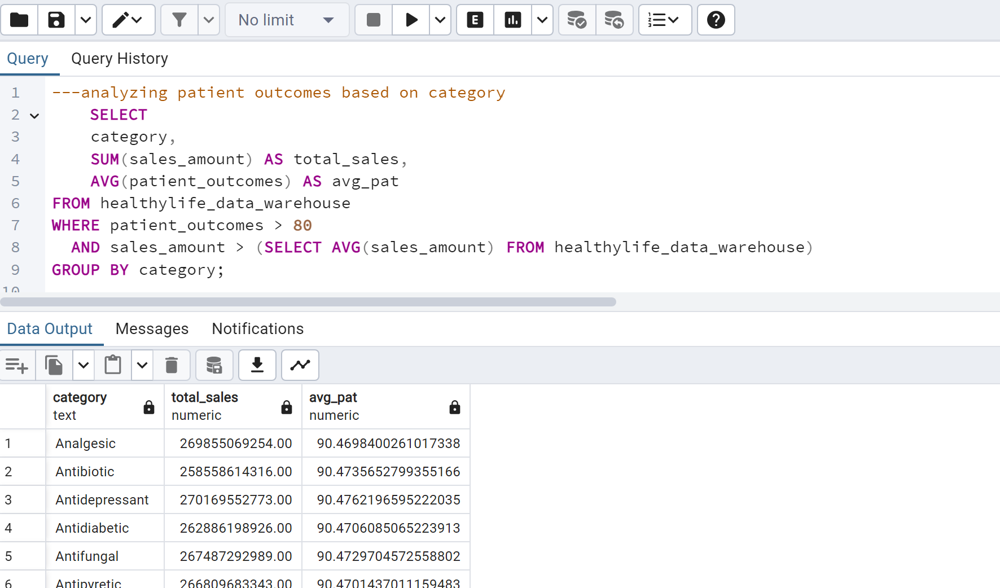 No limit
E
Query Query History
1 ---analyzing patient outcomes based on category
2 SELECT
3 category,
4 SUM(sales_amount) AS total_sales,
5 AVG(patient_outcomes) AS avg_pat
6 FROM healthylife_data_warehouse
7 WHERE patient_outcomes > 80
8 AND sales_amount > (SELECT AVG(sales_amount) FROM healthylife_data_warehouse)
9 GROUP BY category;
10
Data Output Messages Notifications
category total_sales avg_pat
text numeric numeric
1 Analgesic 269855069254.00 90.4698400261017338
2 Antibiotic 258558614316.00 90.4735652799355166
3 Antidepressant 270169552773.00 90.4762196595222035
4 Antidiabetic 262886198926.00 90.4706085065223913
5 Antifungal 267487292989.00 90.4729704572558802
6 Antipyretic 266809683343.00 90.4701437011159483